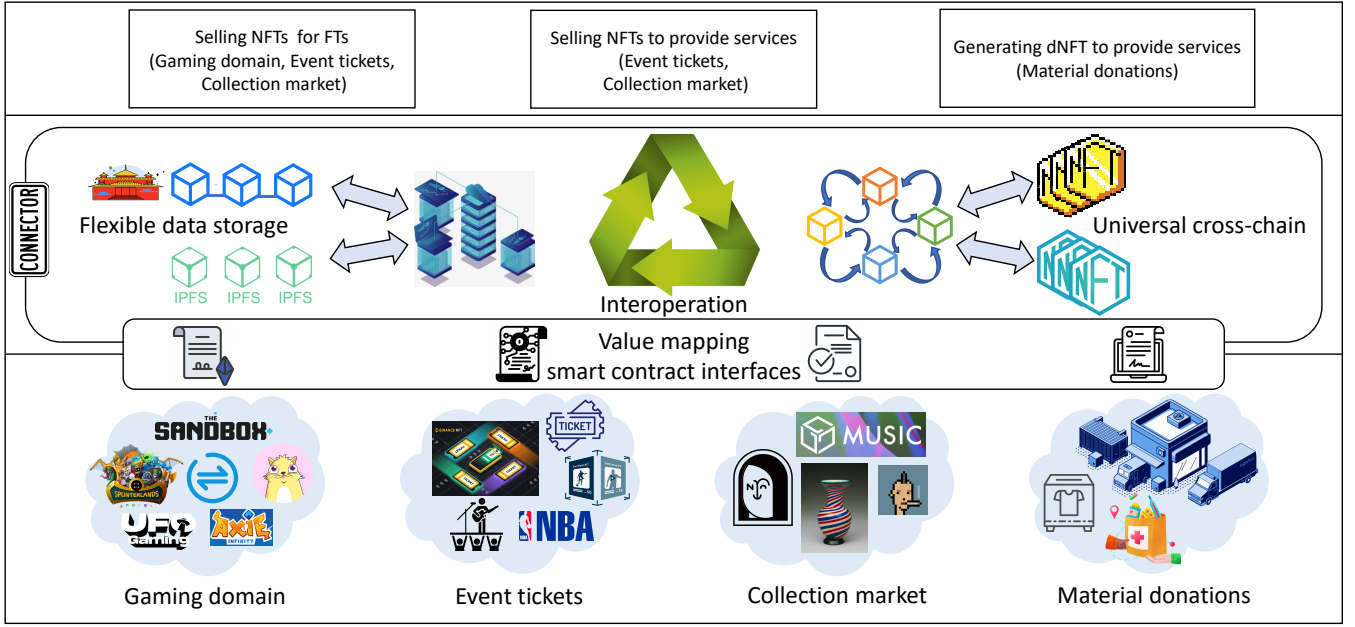 Selling NFTs for FTs
(Gaming domain, Event tickets,
Collection market)
Selling NFTs to provide services
(Event tickets,
Collection market)
Generating dNFT to provide services
(Material donations)
CONNECTOR
Flexible data storage
IPFS
IPFS
IPFS
Interoperation
NNNFT
Universal cross-chain
NNNFT
Value mapping
smart contract interfaces
THE
SANDBOX
SPLINTERLANDS
UFO
Gaming
AXIE
INFINITY
BINANCE NFT
TICKET
NBA
MUSIC
Gaming domain
Event tickets
Collection market
Material donations